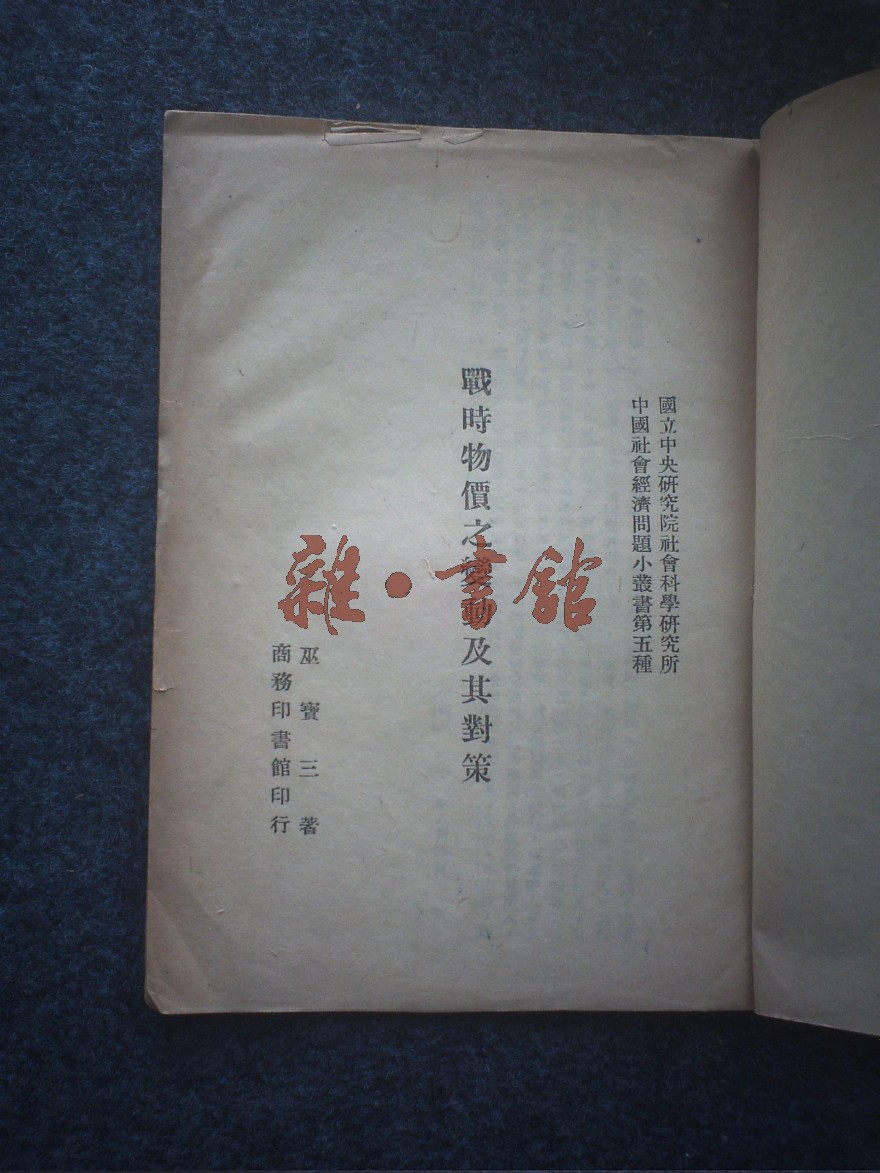 國立中央研究院社會科學研究所
中國社會經濟問題小叢書第五種
戰時物價之變動及其對策
巫寶三著
商務印書館印行
雜·書館